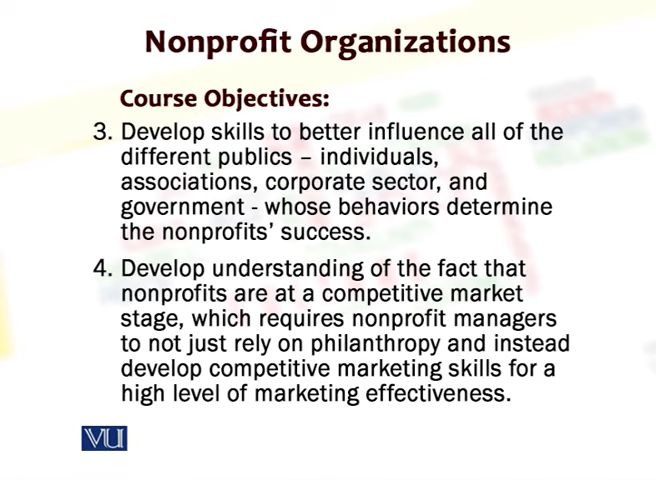 Nonprofit Organizations
Course Objectives:
3. Develop skills to better influence all of the
different publics – individuals,
associations, corporate sector, and
government - whose behaviors determine
the nonprofits’ success.
4. Develop understanding of the fact that
nonprofits are at a competitive market
stage, which requires nonprofit managers
to not just rely on philanthropy and instead
develop competitive marketing skills for a
high level of marketing effectiveness.
VU